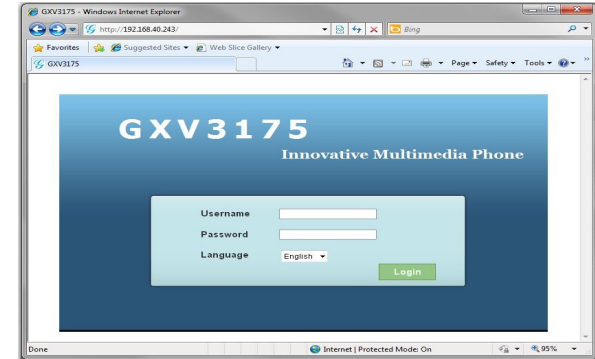 GXV3175 - Windows Internet Explorer
http://192.168.40.243/
Bing
Favorites
Suggested Sites
Web Slice Gallery
GXV3175
Page
Safety
Tools
GXV3175
Innovative Multimedia Phone
Username
Password
Language English
Login
Done
Internet | Protected Mode: On
95%